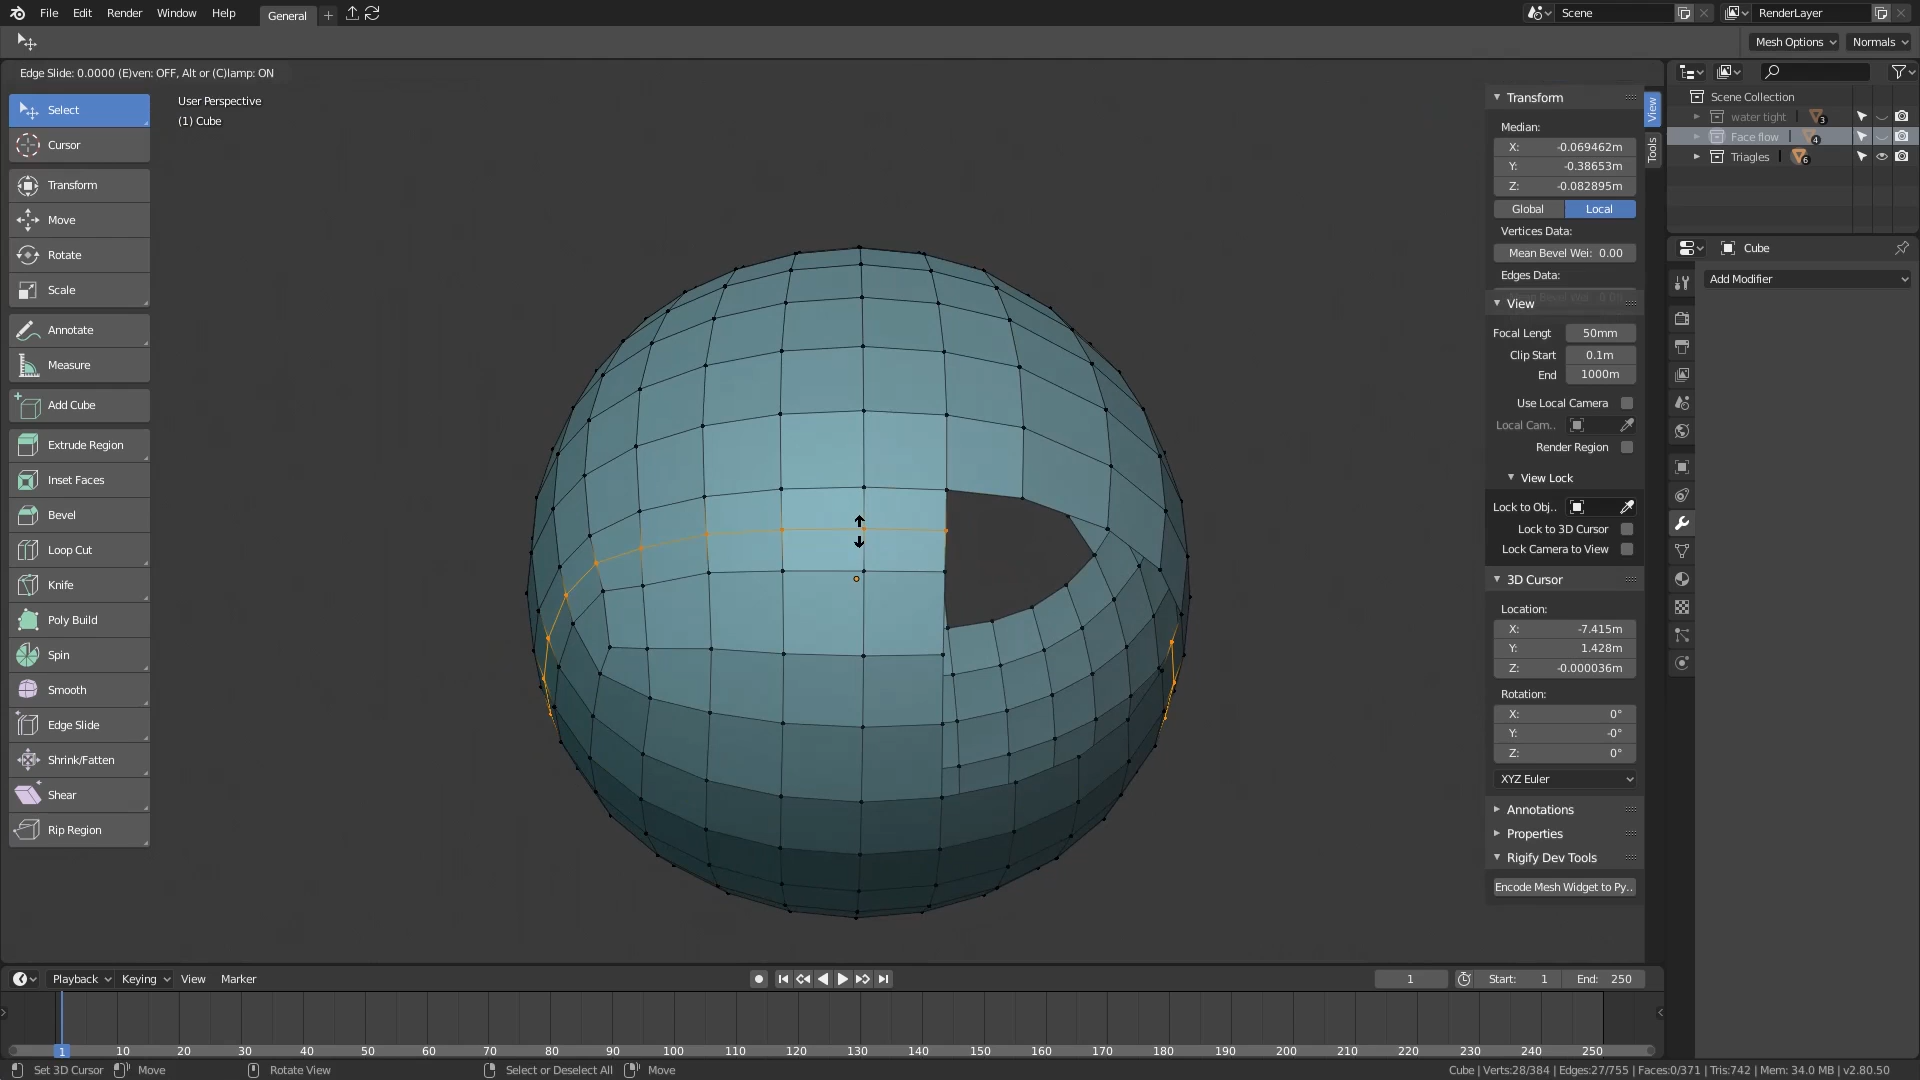 File Edit Render Window Help General + Scene RenderLayer
Mesh Options Normals
Edge Slide: 0.0000 (E)ven: OFF, Alt or (C)lamp: ON
User Perspective
(1) Cube
Select
Cursor
Transform
Move
Rotate
Scale
Annotate
Measure
Add Cube
Extrude Region
Inset Faces
Bevel
Loop Cut
Knife
Poly Build
Spin
Smooth
Edge Slide
Shrink/Fatten
Shear
Rip Region
Transform
Median:
X: -0.069462m
Y: -0.38653m
Z: -0.082895m
Global Local
Vertices Data:
Mean Bevel Wei: 0.00
Edges Data:
View
Focal Lengt 50mm
Clip Start 0.1m
End 1000m
Use Local Camera
Local Cam..
Render Region
View Lock
Lock to Obj..
Lock to 3D Cursor
Lock Camera to View
3D Cursor
Location:
X: -7.415m
Y: 1.428m
Z: -0.000036m
Rotation:
X: 0°
Y: -0°
Z: 0°
XYZ Euler
Annotations
Properties
Rigify Dev Tools
Encode Mesh Widget to Py..
View
Tools
Scene Collection
water tight 3
Face flow 4
Triagles 6
Cube
Add Modifier
Playback Keying View Marker 1 Start: 1 End: 250
1 10 20 30 40 50 60 70 80 90 100 110 120 130 140 150 160 170 180 190 200 210 220 230 240 250
Set 3D Cursor Move Rotate View Select or Deselect All Move Cube | Verts:28/384 | Edges:27/755 | Faces:0/371 | Tris:742 | Mem: 34.0 MB | v2.80.50